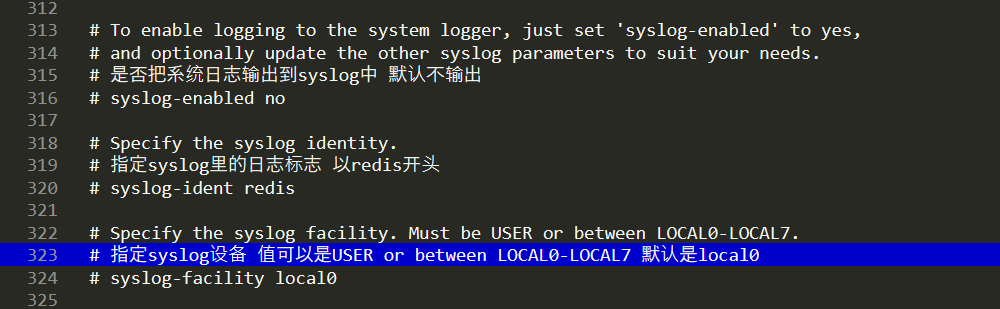 312
313 # To enable logging to the system logger, just set 'syslog-enabled' to yes,
314 # and optionally update the other syslog parameters to suit your needs.
315 # 是否把系统日志输出到syslog中 默认不输出
316 # syslog-enabled no
317
318 # Specify the syslog identity.
319 # 指定syslog里的日志标志 以redis开头
320 # syslog-ident redis
321
322 # Specify the syslog facility. Must be USER or between LOCAL0-LOCAL7.
323 # 指定syslog设备 值可以是USER or between LOCAL0-LOCAL7 默认是local0
324 # syslog-facility local0
325